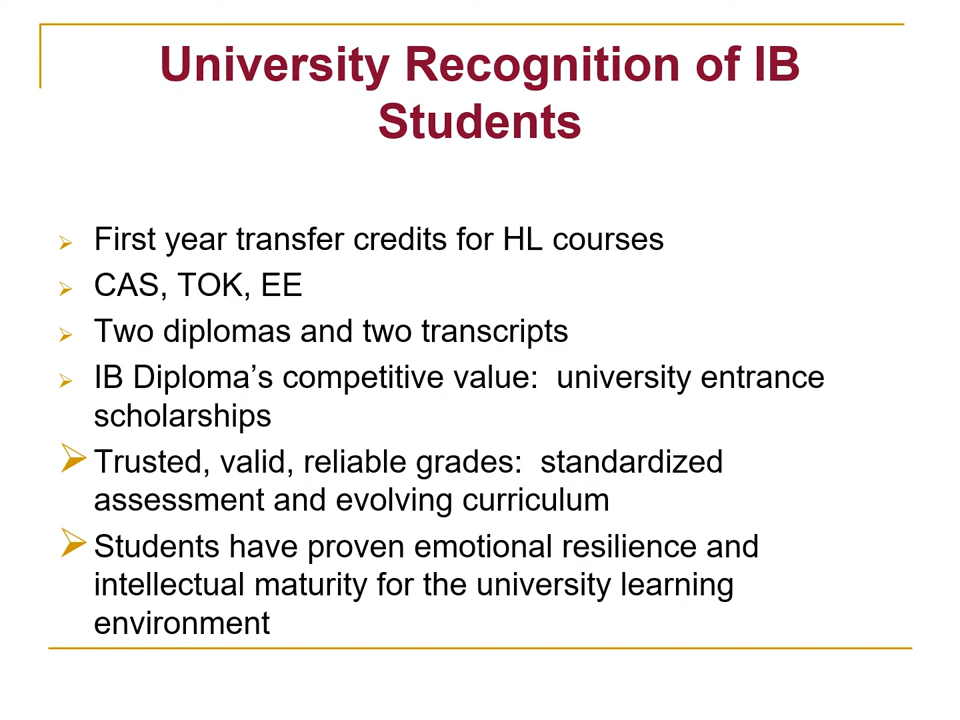 University Recognition of IB
Students
First year transfer credits for HL courses
CAS, TOK, EE
Two diplomas and two transcripts
IB Diploma’s competitive value:  university entrance
scholarships
Trusted, valid, reliable grades:  standardized
assessment and evolving curriculum
Students have proven emotional resilience and
intellectual maturity for the university learning
environment